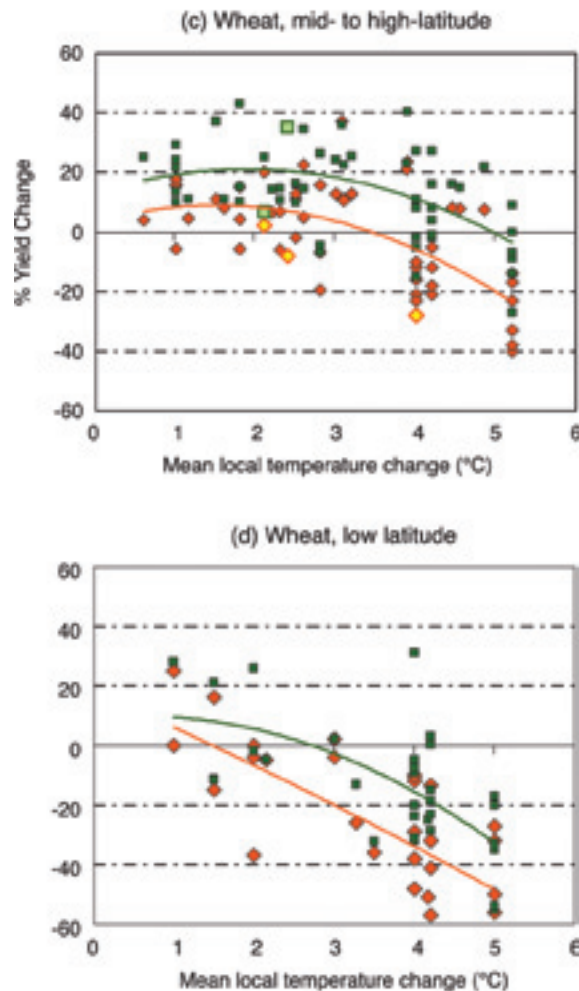 (c) Wheat, mid- to high-latitude
60
40
20
0
-20
-40
-60
% Yield Change
0 1 2 3 4 5 6
Mean local temperature change (°C)
(d) Wheat, low latitude
60
40
20
0
-20
-40
-60
0 1 2 3 4 5 6
Mean local temperature change (°C)